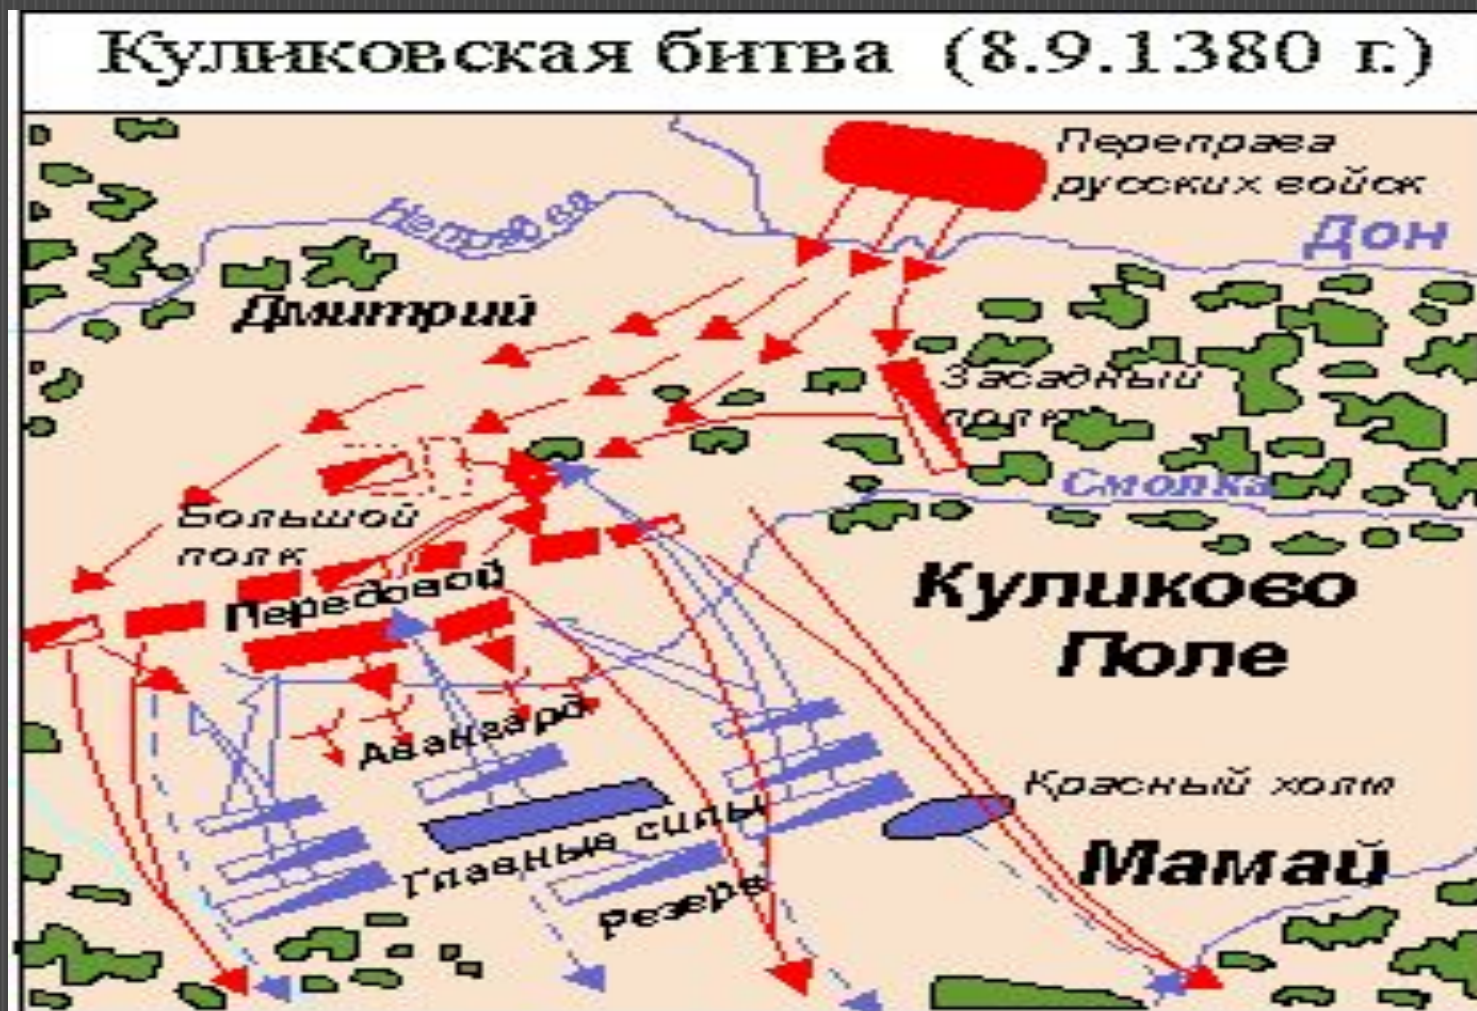 Куликовская битва (8.9.1380 г.)
Переправа
русских войск
Непрядва
Дон
Дмитрий
Засадный
полк
Смолка
Большой
полк
Передовой
Куликово
Поле
Авангард
Красный холм
Главные силы
Мамай
Резерв